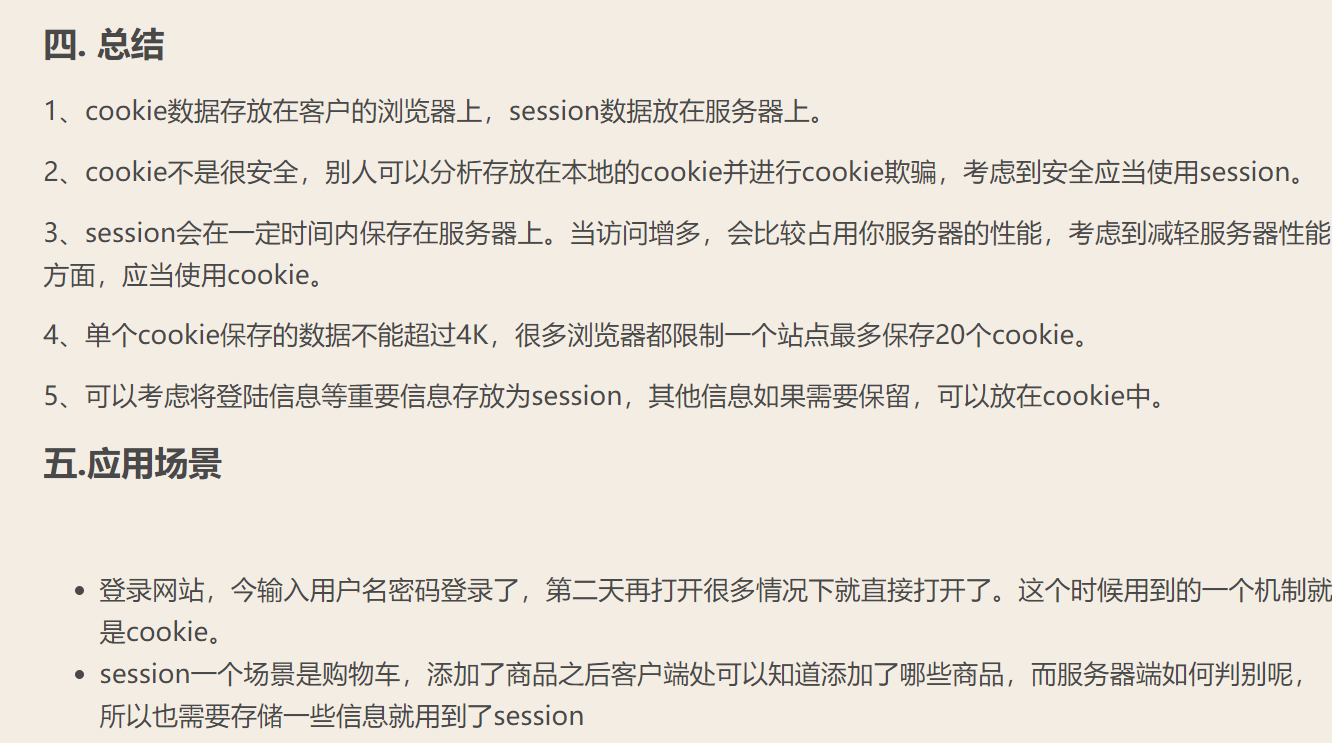 四. 总结
1、cookie数据存放在客户的浏览器上，session数据放在服务器上。
2、cookie不是很安全，别人可以分析存放在本地的cookie并进行cookie欺骗，考虑到安全应当使用session。
3、session会在一定时间内保存在服务器上。当访问增多，会比较占用你服务器的性能，考虑到减轻服务器性能
方面，应当使用cookie。
4、单个cookie保存的数据不能超过4K，很多浏览器都限制一个站点最多保存20个cookie。
5、可以考虑将登陆信息等重要信息存放为session，其他信息如果需要保留，可以放在cookie中。
五.应用场景
• 登录网站，今输入用户名密码登录了，第二天再打开很多情况下就直接打开了。这个时候用到的一个机制就
是cookie。
• session一个场景是购物车，添加了商品之后客户端处可以知道添加了哪些商品，而服务器端如何判别呢，
所以也需要存储一些信息就用到了session